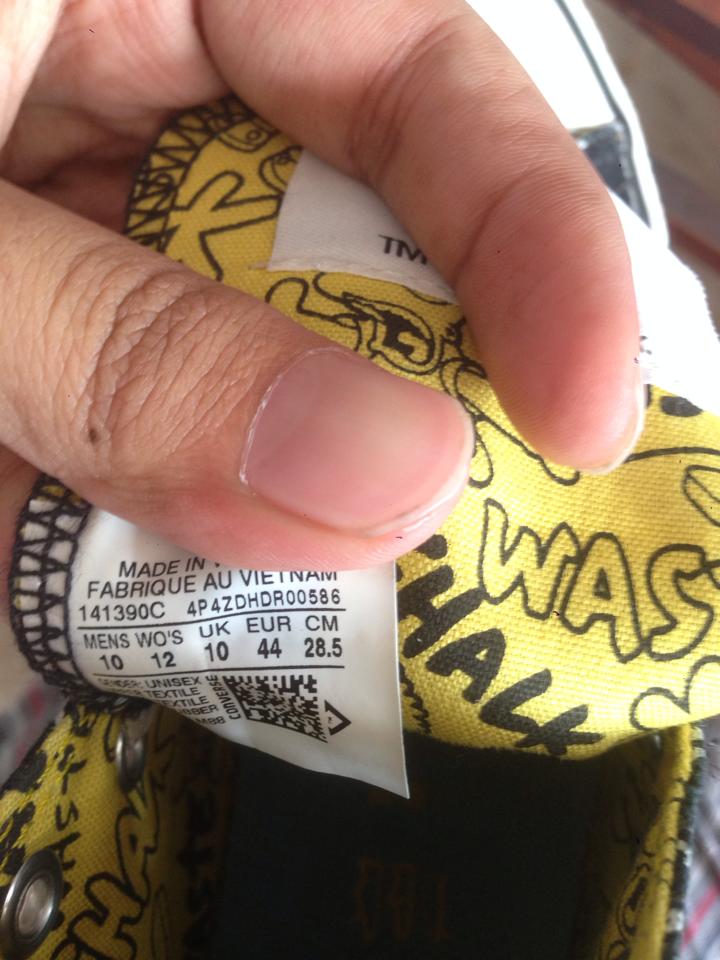 TM
WAS
CHALK
MADE IN V
FABRIQUE AU VIETNAM
141390C 4P4ZDHDR00586
MENS WO'S UK EUR CM
10 12 10 44 28.5
GENDER: UNISEX
TEXTILE
CONVERSE